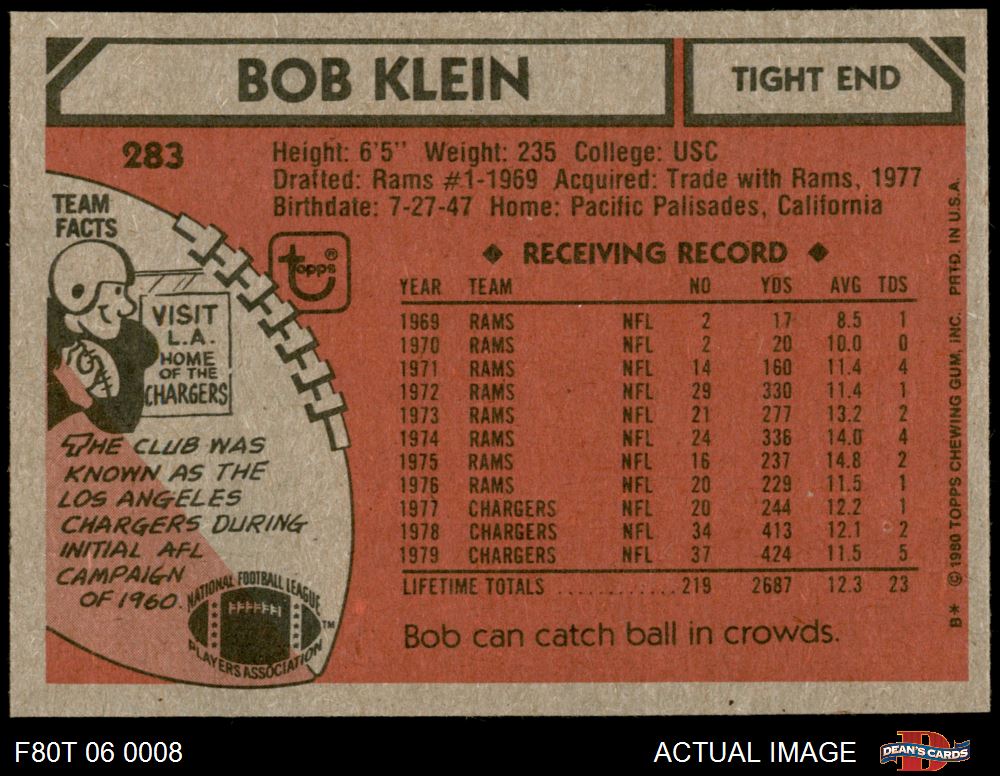 BOB KLEIN
TIGHT END
283
Height: 6'5" Weight: 235 College: USC
Drafted: Rams #1-1969 Acquired: Trade with Rams, 1977
Birthdate: 7-27-47 Home: Pacific Palisades, California
TEAM
FACTS
topps®
VISIT
L.A.
HOME
OF THE
CHARGERS
THE CLUB WAS
KNOWN AS THE
LOS ANGELES
CHARGERS DURING
INITIAL AFL
CAMPAIGN
OF 1960.
NATIONAL FOOTBALL LEAGUE
PLAYERS ASSOCIATION
TM
◆ RECEIVING RECORD ◆
YEAR TEAM NO YDS AVG TDS
1969 RAMS NFL 2 17 8.5 1
1970 RAMS NFL 2 20 10.0 0
1971 RAMS NFL 14 160 11.4 4
1972 RAMS NFL 29 330 11.4 1
1973 RAMS NFL 21 277 13.2 2
1974 RAMS NFL 24 336 14.0 4
1975 RAMS NFL 16 237 14.8 2
1976 RAMS NFL 20 229 11.5 1
1977 CHARGERS NFL 20 244 12.2 1
1978 CHARGERS NFL 34 413 12.1 2
1979 CHARGERS NFL 37 424 11.5 5
LIFETIME TOTALS ............ 219 2687 12.3 23
Bob can catch ball in crowds.
B* © 1980 TOPPS CHEWING GUM, INC. PRTD. IN U.S.A.
F80T 06 0008
ACTUAL IMAGE
DEAN'S CARDS